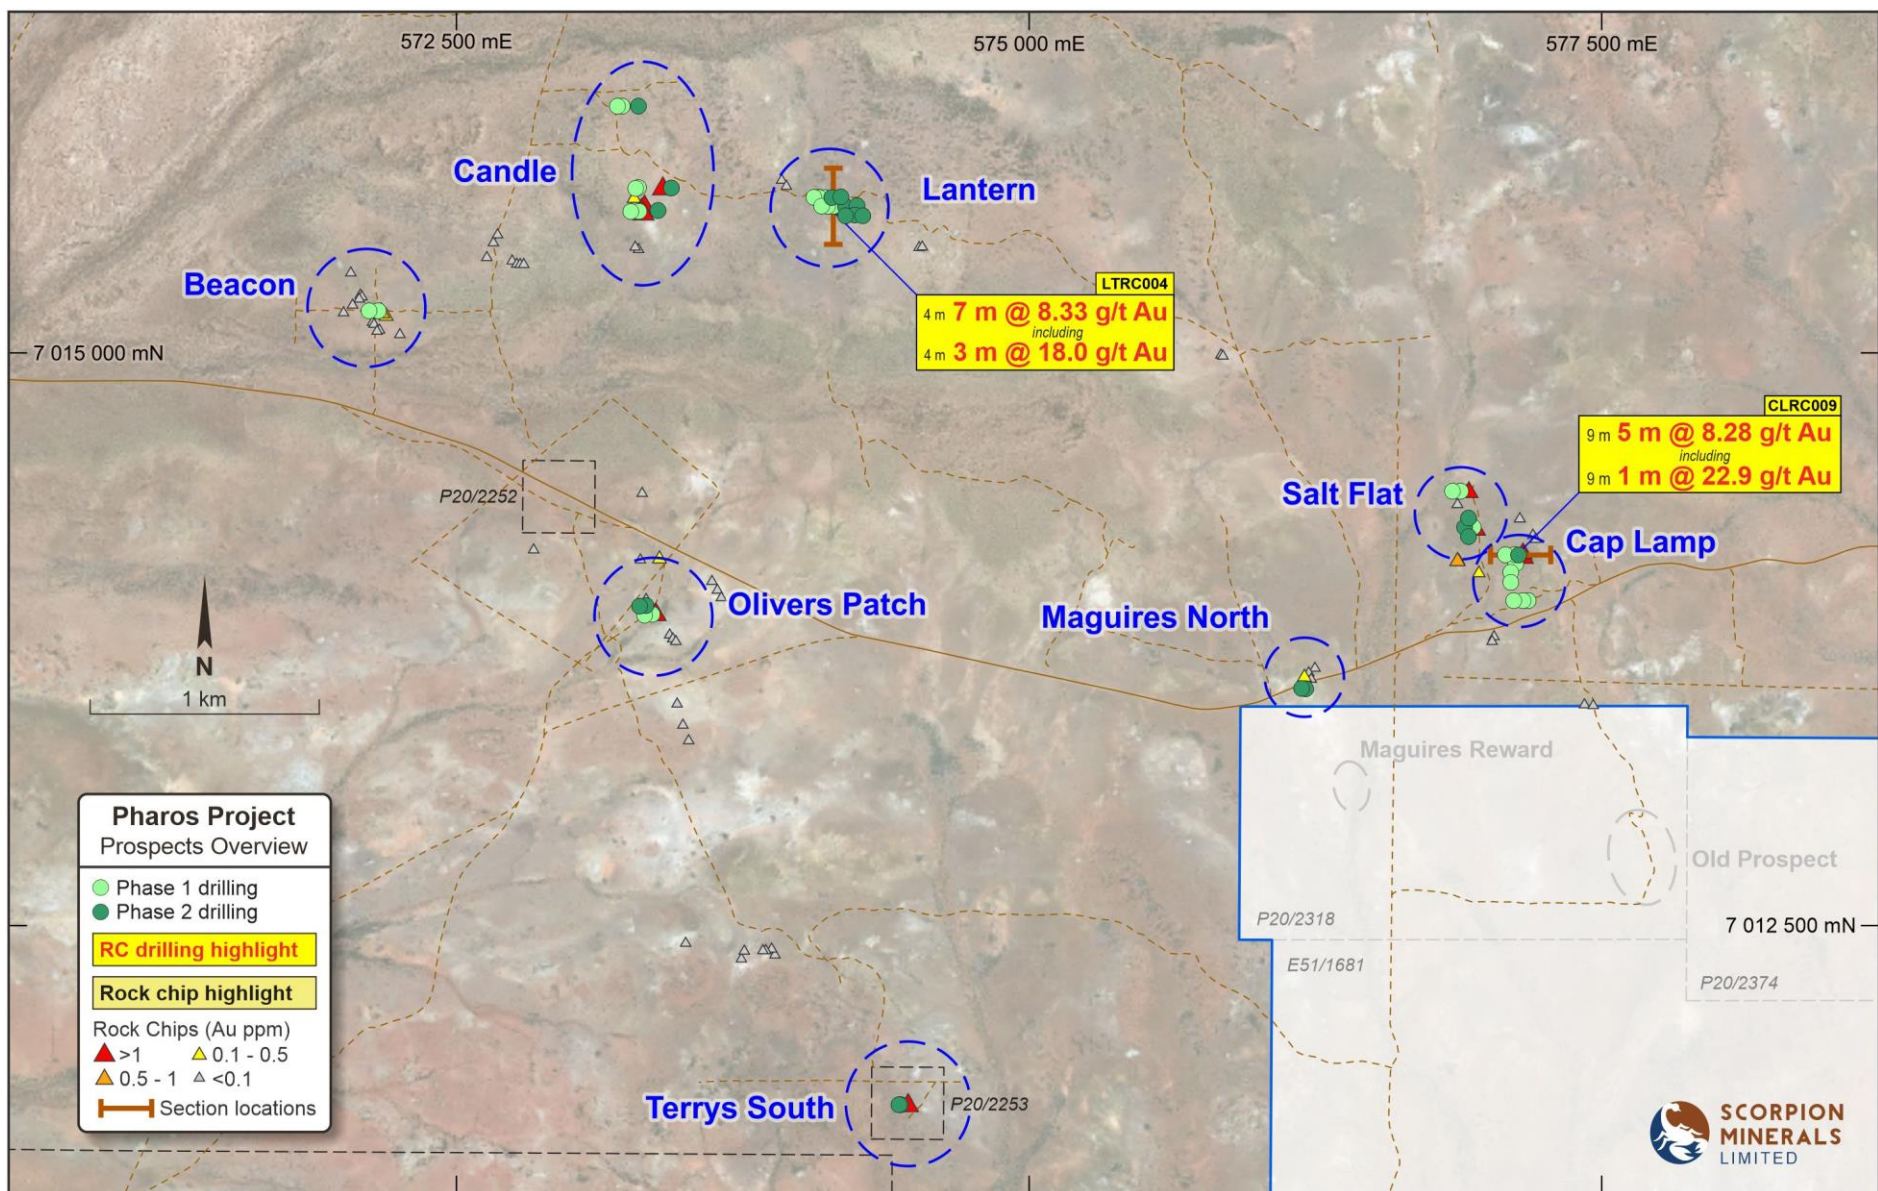 572 500 mE
575 000 mE
577 500 mE
Candle
Lantern
Beacon
LTRC004
4 m 7 m @ 8.33 g/t Au
including
4 m 3 m @ 18.0 g/t Au
7 015 000 mN
CLRC009
9 m 5 m @ 8.28 g/t Au
including
9 m 1 m @ 22.9 g/t Au
P20/2252
Salt Flat
Cap Lamp
Olivers Patch
Maguires North
N
1 km
Maguires Reward
Old Prospect
Pharos Project
Prospects Overview
Phase 1 drilling
Phase 2 drilling
RC drilling highlight
Rock chip highlight
Rock Chips (Au ppm)
>1
0.1 - 0.5
0.5 - 1
<0.1
Section locations
P20/2318
7 012 500 mN
E51/1681
P20/2374
Terrys South
P20/2253
SCORPION
MINERALS
LIMITED